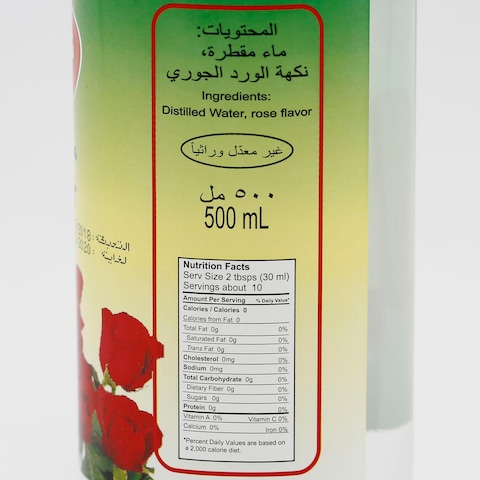 المحتويات:
ماء مقطرة،
نكهة الورد الجوري
Ingredients:
Distilled Water, rose flavor
غير معدّل وراثياً
٥٠٠ مل
500 mL
التعبئة: 2018
لغاية: 2020
Nutrition Facts
Serv Size 2 tbsps (30 ml)
Servings about 10
Amount Per Serving % Daily Value*
Calories / Calories 0
Calories from Fat 0
Total Fat 0g 0%
Saturated Fat 0g 0%
Trans Fat 0g 0%
Cholesterol 0mg 0%
Sodium 0mg 0%
Total Carbohydrate 0g 0%
Dietary Fiber 0g 0%
Sugars 0g 0%
Protein 0g 0%
Vitamin A 0% Vitamin C 0%
Calcium 0% Iron 0%
*Percent Daily Values are based on
a 2,000 calorie diet.